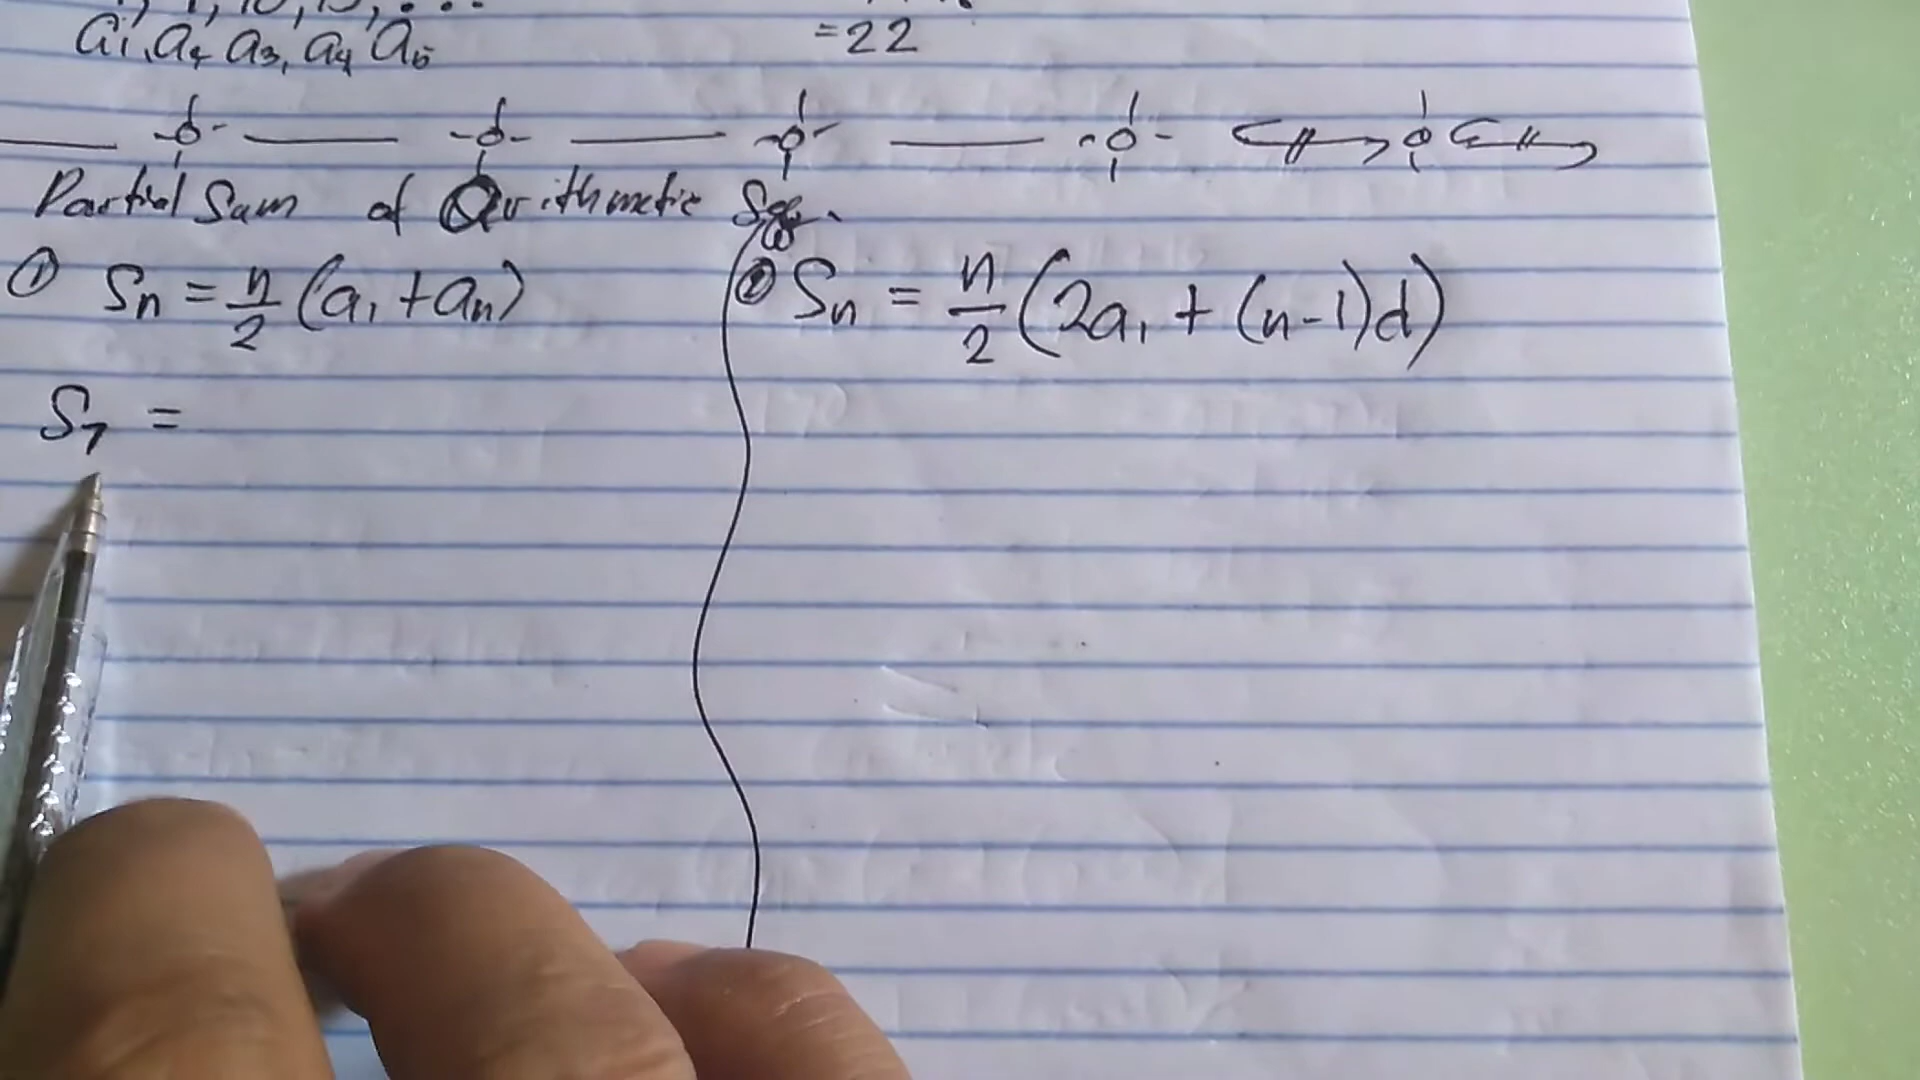 a1, a2 a3, a4 a5
=22
Partial Sum of Arithmetic Seq.
① Sn = n/2 (a1 + an)
② Sn = n/2 (2a1 + (n-1)d)
S7 =